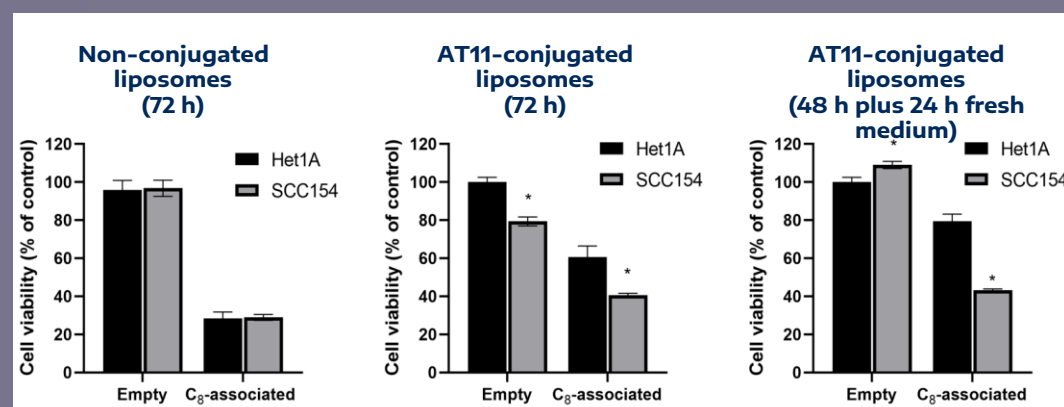 Non-conjugated
liposomes
(72 h)
Cell viability (% of control)
120
100
80
60
40
20
0
Het1A
SCC154
Empty
C₈-associated
AT11-conjugated
liposomes
(72 h)
Cell viability (% of control)
120
100
80
60
40
20
0
Het1A
SCC154
*
*
Empty
C₈-associated
AT11-conjugated
liposomes
(48 h plus 24 h fresh
medium)
Cell viability (% of control)
120
100
80
60
40
20
0
Het1A
SCC154
*
*
Empty
C₈-associated